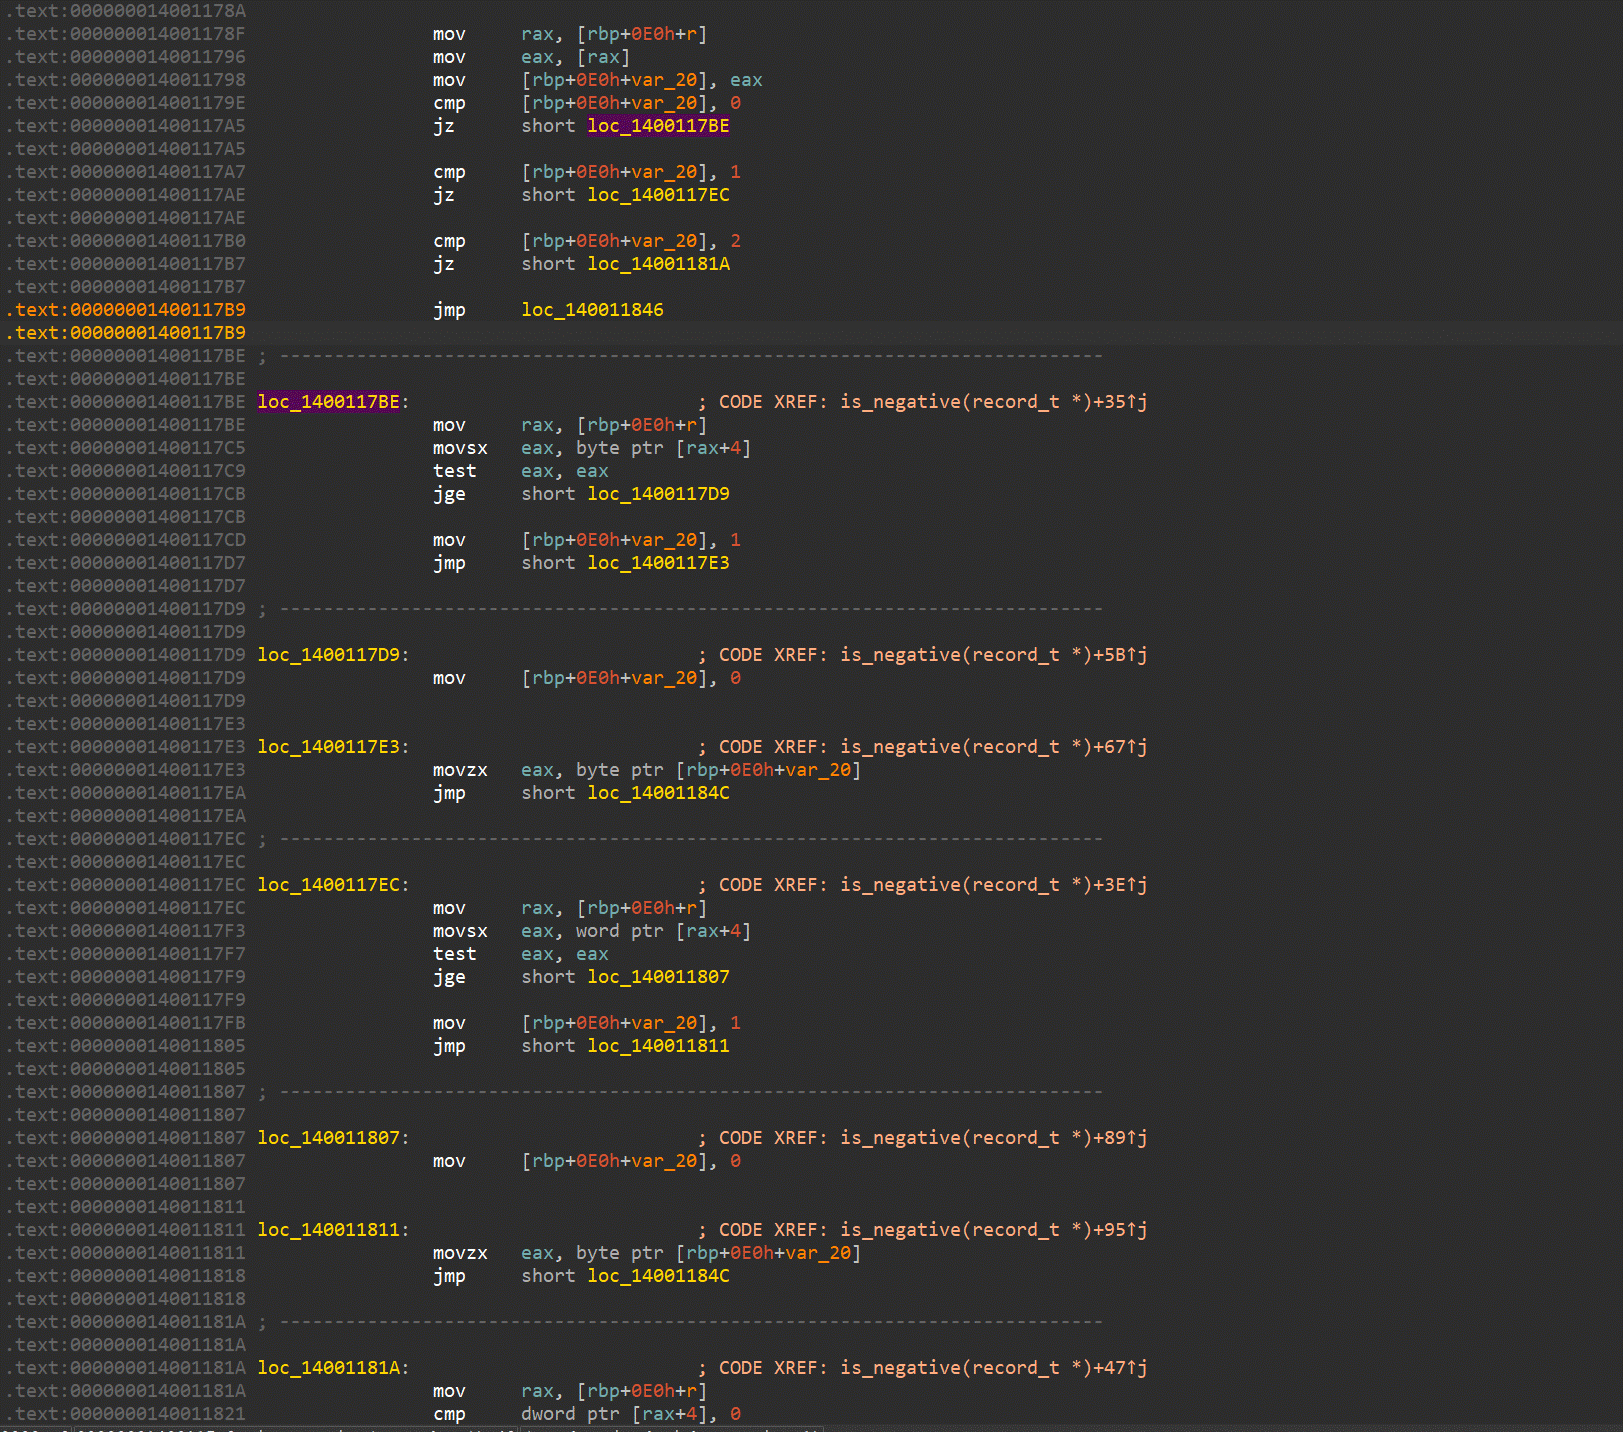 .text:000000014001178A
.text:000000014001178F mov rax, [rbp+0E0h+r]
.text:0000000140011796 mov eax, [rax]
.text:0000000140011798 mov [rbp+0E0h+var_20], eax
.text:000000014001179E cmp [rbp+0E0h+var_20], 0
.text:00000001400117A5 jz short loc_1400117BE
.text:00000001400117A5
.text:00000001400117A7 cmp [rbp+0E0h+var_20], 1
.text:00000001400117AE jz short loc_1400117EC
.text:00000001400117AE
.text:00000001400117B0 cmp [rbp+0E0h+var_20], 2
.text:00000001400117B7 jz short loc_14001181A
.text:00000001400117B7
.text:00000001400117B9 jmp loc_140011846
.text:00000001400117B9
.text:00000001400117BE ; ---------------------------------------------------------------------------
.text:00000001400117BE
.text:00000001400117BE loc_1400117BE: ; CODE XREF: is_negative(record_t *)+35↑j
.text:00000001400117BE mov rax, [rbp+0E0h+r]
.text:00000001400117C5 movsx eax, byte ptr [rax+4]
.text:00000001400117C9 test eax, eax
.text:00000001400117CB jge short loc_1400117D9
.text:00000001400117CB
.text:00000001400117CD mov [rbp+0E0h+var_20], 1
.text:00000001400117D7 jmp short loc_1400117E3
.text:00000001400117D7
.text:00000001400117D9 ; ---------------------------------------------------------------------------
.text:00000001400117D9
.text:00000001400117D9 loc_1400117D9: ; CODE XREF: is_negative(record_t *)+5B↑j
.text:00000001400117D9 mov [rbp+0E0h+var_20], 0
.text:00000001400117D9
.text:00000001400117E3
.text:00000001400117E3 loc_1400117E3: ; CODE XREF: is_negative(record_t *)+67↑j
.text:00000001400117E3 movzx eax, byte ptr [rbp+0E0h+var_20]
.text:00000001400117EA jmp short loc_14001184C
.text:00000001400117EA
.text:00000001400117EC ; ---------------------------------------------------------------------------
.text:00000001400117EC
.text:00000001400117EC loc_1400117EC: ; CODE XREF: is_negative(record_t *)+3E↑j
.text:00000001400117EC mov rax, [rbp+0E0h+r]
.text:00000001400117F3 movsx eax, word ptr [rax+4]
.text:00000001400117F7 test eax, eax
.text:00000001400117F9 jge short loc_140011807
.text:00000001400117F9
.text:00000001400117FB mov [rbp+0E0h+var_20], 1
.text:0000000140011805 jmp short loc_140011811
.text:0000000140011805
.text:0000000140011807 ; ---------------------------------------------------------------------------
.text:0000000140011807
.text:0000000140011807 loc_140011807: ; CODE XREF: is_negative(record_t *)+89↑j
.text:0000000140011807 mov [rbp+0E0h+var_20], 0
.text:0000000140011807
.text:0000000140011811
.text:0000000140011811 loc_140011811: ; CODE XREF: is_negative(record_t *)+95↑j
.text:0000000140011811 movzx eax, byte ptr [rbp+0E0h+var_20]
.text:0000000140011818 jmp short loc_14001184C
.text:0000000140011818
.text:000000014001181A ; ---------------------------------------------------------------------------
.text:000000014001181A
.text:000000014001181A loc_14001181A: ; CODE XREF: is_negative(record_t *)+47↑j
.text:000000014001181A mov rax, [rbp+0E0h+r]
.text:0000000140011821 cmp dword ptr [rax+4], 0